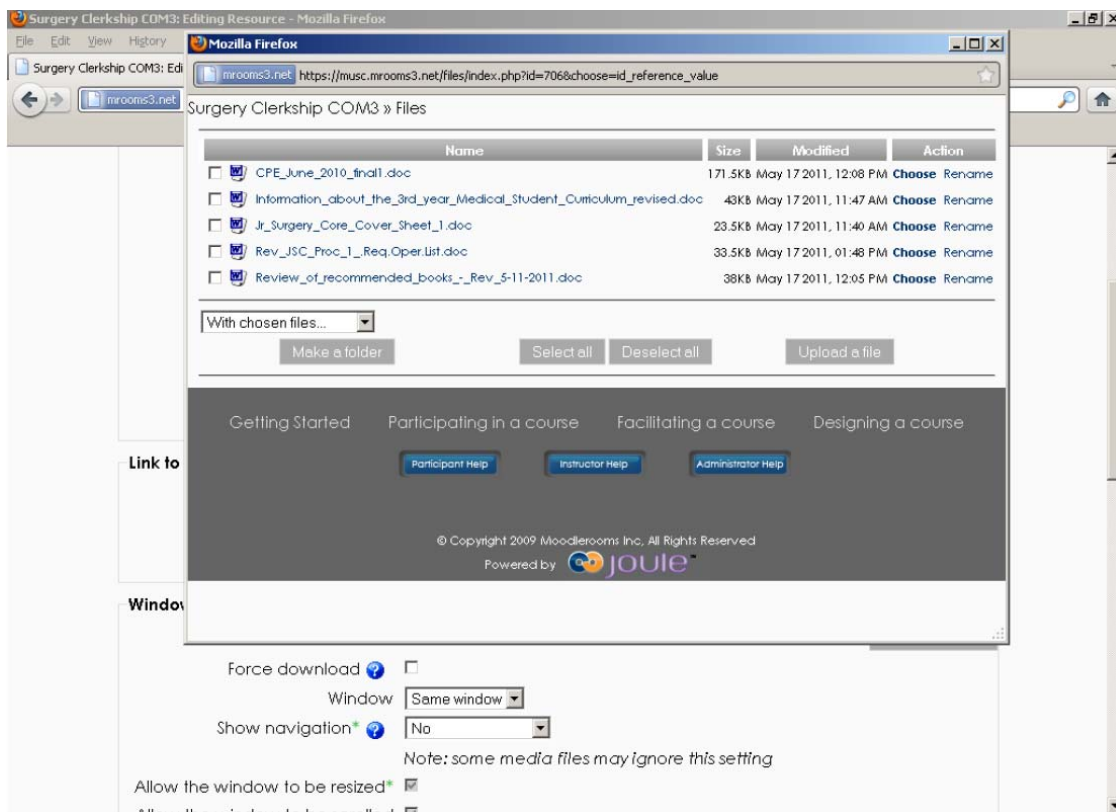 Surgery Clerkship COM3: Editing Resource - Mozilla Firefox
File Edit View History
Surgery Clerkship COM3: Edi
mrooms3.net
Mozilla Firefox
mrooms3.net https://musc.mrooms3.net/files/index.php?id=706&choose=id_reference_value
Surgery Clerkship COM3 » Files
Name Size Modified Action
CPE_June_2010_final1.doc 171.5KB May 17 2011, 12:08 PM Choose Rename
Information_about_the_3rd_year_Medical_Student_Curriculum_revised.doc 43KB May 17 2011, 11:47 AM Choose Rename
Jr_Surgery_Core_Cover_Sheet_1.doc 23.5KB May 17 2011, 11:40 AM Choose Rename
Rev_JSC_Proc_1_.Req.Oper.List.doc 33.5KB May 17 2011, 01:48 PM Choose Rename
Review_of_recommended_books_-_Rev_5-11-2011.doc 38KB May 17 2011, 12:05 PM Choose Rename
With chosen files...
Make a folder Select all Deselect all Upload a file
Getting Started Participating in a course Facilitating a course Designing a course
Participant Help Instructor Help Administrator Help
© Copyright 2009 Moodlerooms Inc, All Rights Reserved
Powered by joule™
Link to
Window
Force download
Window Same window
Show navigation* No
Note: some media files may ignore this setting
Allow the window to be resized*